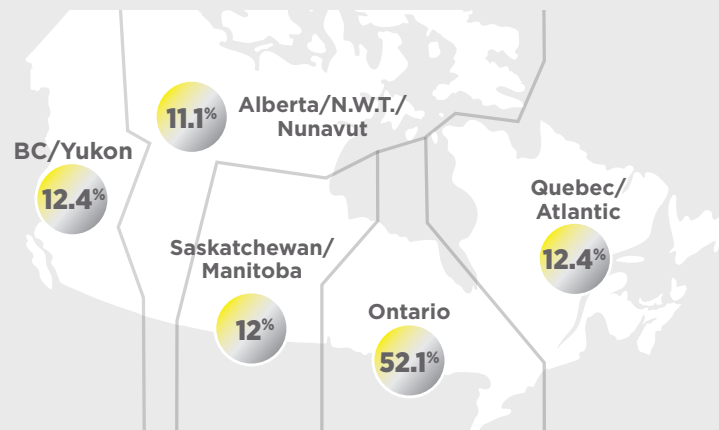 11.1%
Alberta/N.W.T./
Nunavut
BC/Yukon
12.4%
Quebec/
Atlantic
12.4%
Saskatchewan/
Manitoba
12%
Ontario
52.1%